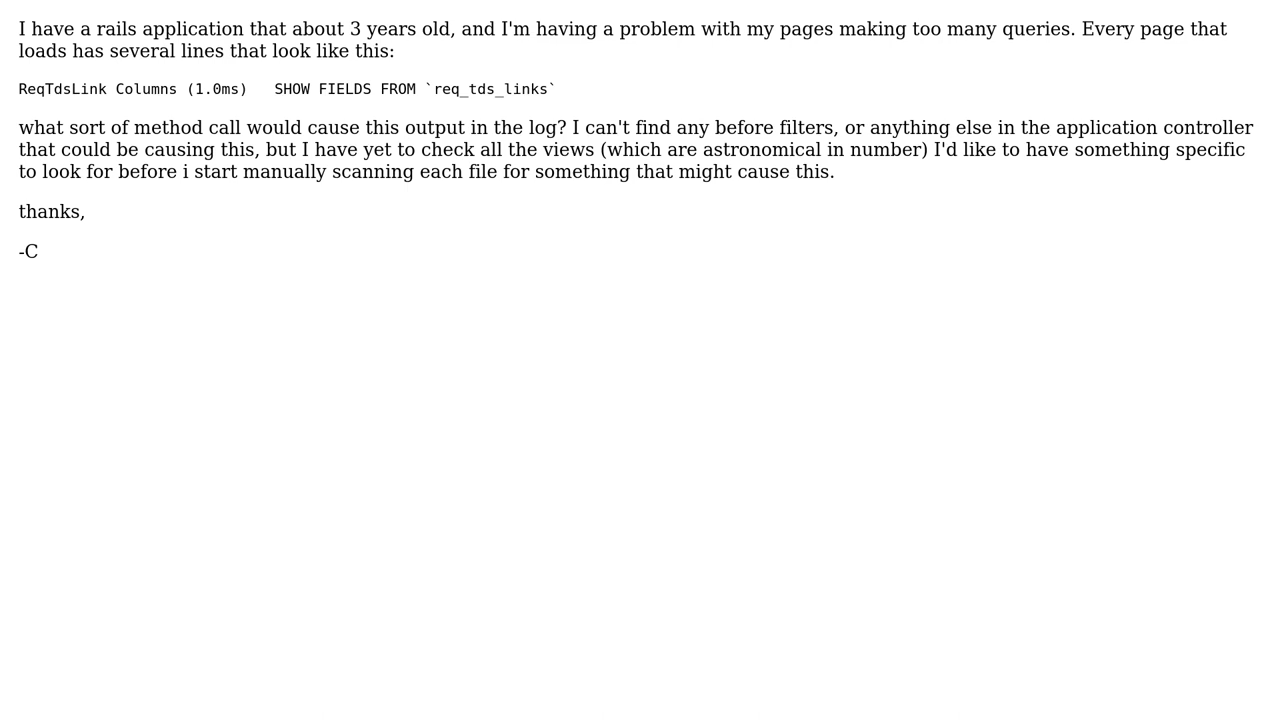 I have a rails application that about 3 years old, and I'm having a problem with my pages making too many queries. Every page that
loads has several lines that look like this:
ReqTdsLink Columns (1.0ms)   SHOW FIELDS FROM `req_tds_links`
what sort of method call would cause this output in the log? I can't find any before filters, or anything else in the application controller
that could be causing this, but I have yet to check all the views (which are astronomical in number) I'd like to have something specific
to look for before i start manually scanning each file for something that might cause this.
thanks,
-C